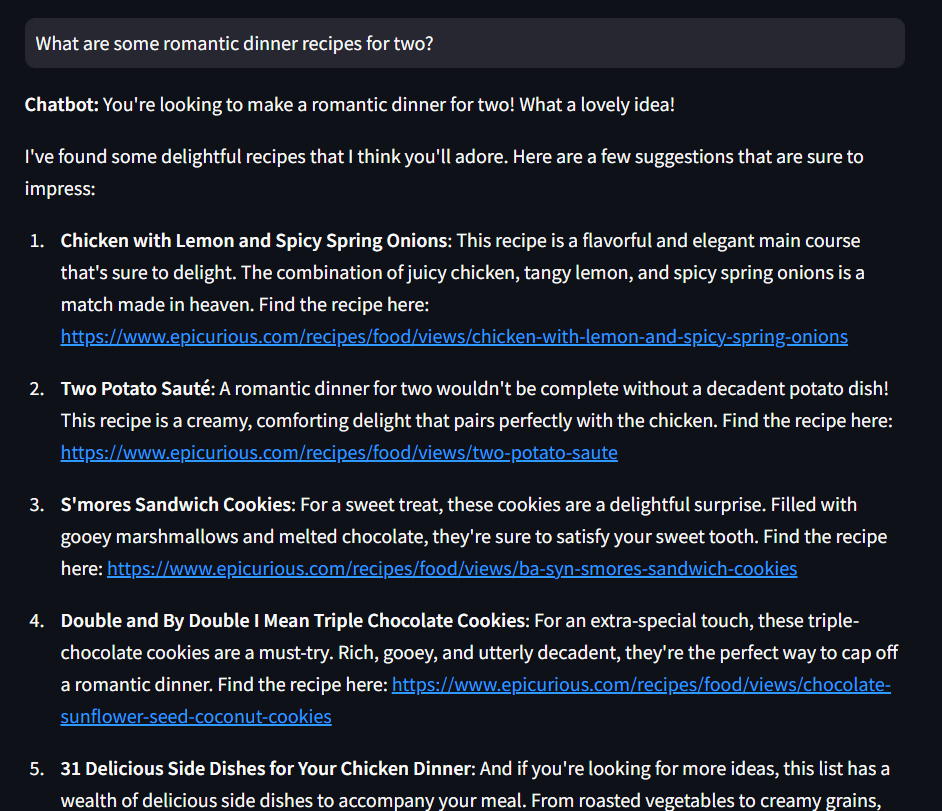 What are some romantic dinner recipes for two?
Chatbot: You're looking to make a romantic dinner for two! What a lovely idea!
I've found some delightful recipes that I think you'll adore. Here are a few suggestions that are sure to
impress:
1. Chicken with Lemon and Spicy Spring Onions: This recipe is a flavorful and elegant main course
that's sure to delight. The combination of juicy chicken, tangy lemon, and spicy spring onions is a
match made in heaven. Find the recipe here:
https://www.epicurious.com/recipes/food/views/chicken-with-lemon-and-spicy-spring-onions
2. Two Potato Sauté: A romantic dinner for two wouldn't be complete without a decadent potato dish!
This recipe is a creamy, comforting delight that pairs perfectly with the chicken. Find the recipe here:
https://www.epicurious.com/recipes/food/views/two-potato-saute
3. S'mores Sandwich Cookies: For a sweet treat, these cookies are a delightful surprise. Filled with
gooey marshmallows and melted chocolate, they're sure to satisfy your sweet tooth. Find the recipe
here: https://www.epicurious.com/recipes/food/views/ba-syn-smores-sandwich-cookies
4. Double and By Double I Mean Triple Chocolate Cookies: For an extra-special touch, these triple-
chocolate cookies are a must-try. Rich, gooey, and utterly decadent, they're the perfect way to cap off
a romantic dinner. Find the recipe here: https://www.epicurious.com/recipes/food/views/chocolate-
sunflower-seed-coconut-cookies
5. 31 Delicious Side Dishes for Your Chicken Dinner: And if you're looking for more ideas, this list has a
wealth of delicious side dishes to accompany your meal. From roasted vegetables to creamy grains,